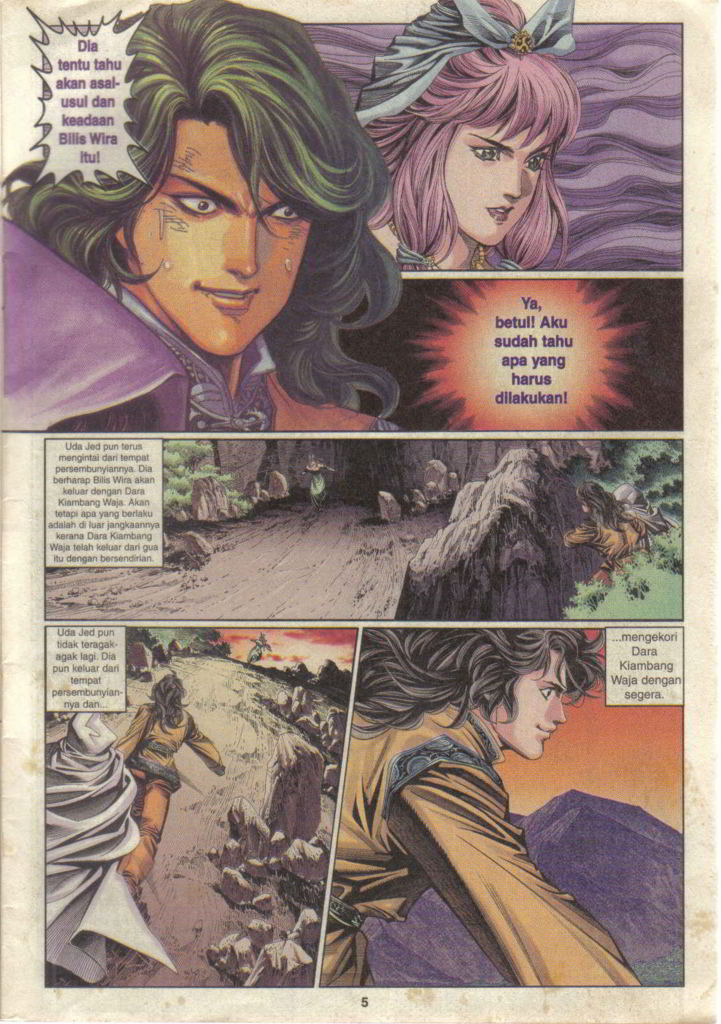 Dia
tentu tahu
akan asal-
usul dan
keadaan
Bilis Wira
itu!
Ya,
betul! Aku
sudah tahu
apa yang
harus
dilakukan!
Uda Jed pun terus
mengintai dari tempat
persembunyiannya. Dia
berharap Bilis Wira akan
keluar dengan Dara
Kiambang Waja. Akan
tetapi apa yang berlaku
adalah di luar jangkaannya
kerana Dara Kiambang
Waja telah keluar dari gua
itu dengan bersendirian.
Uda Jed pun
tidak teragak-
agak lagi. Dia
pun keluar dari
tempat
persembunyian-
nya dan...
...mengekori
Dara
Kiambang
Waja dengan
segera.
5